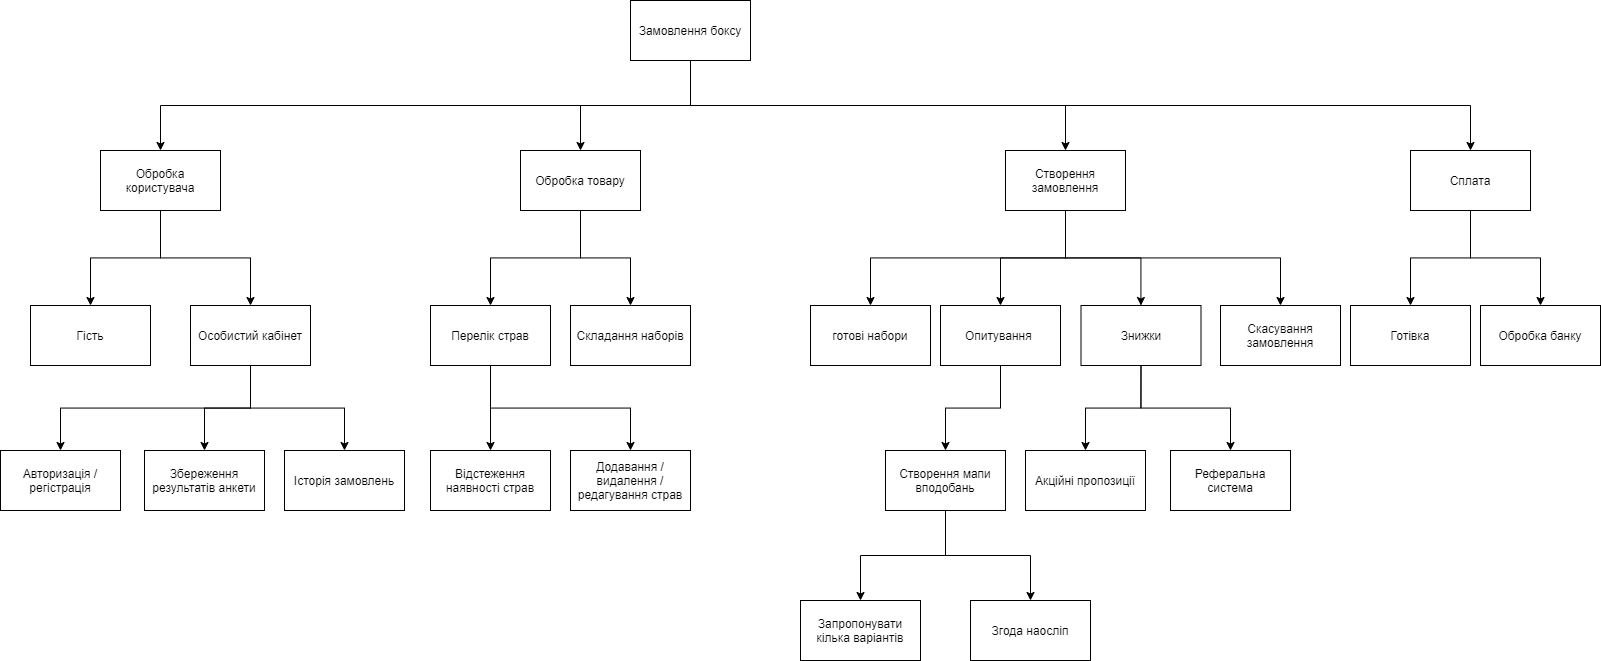 Замовлення боксу
Обробка
користувача
Обробка товару
Створення
замовлення
Сплата
Гість
Особистий кабінет
Перелік страв
Складання наборів
готові набори
Опитування
Знижки
Скасування
замовлення
Готівка
Обробка банку
Авторизація /
регістрація
Збереження
результатів анкети
Історія замовлень
Відстеження
наявності страв
Додавання /
видалення /
редагування страв
Створення мапи
вподобань
Акційні пропозиції
Реферальна
система
Запропонувати
кілька варіантів
Згода наосліп